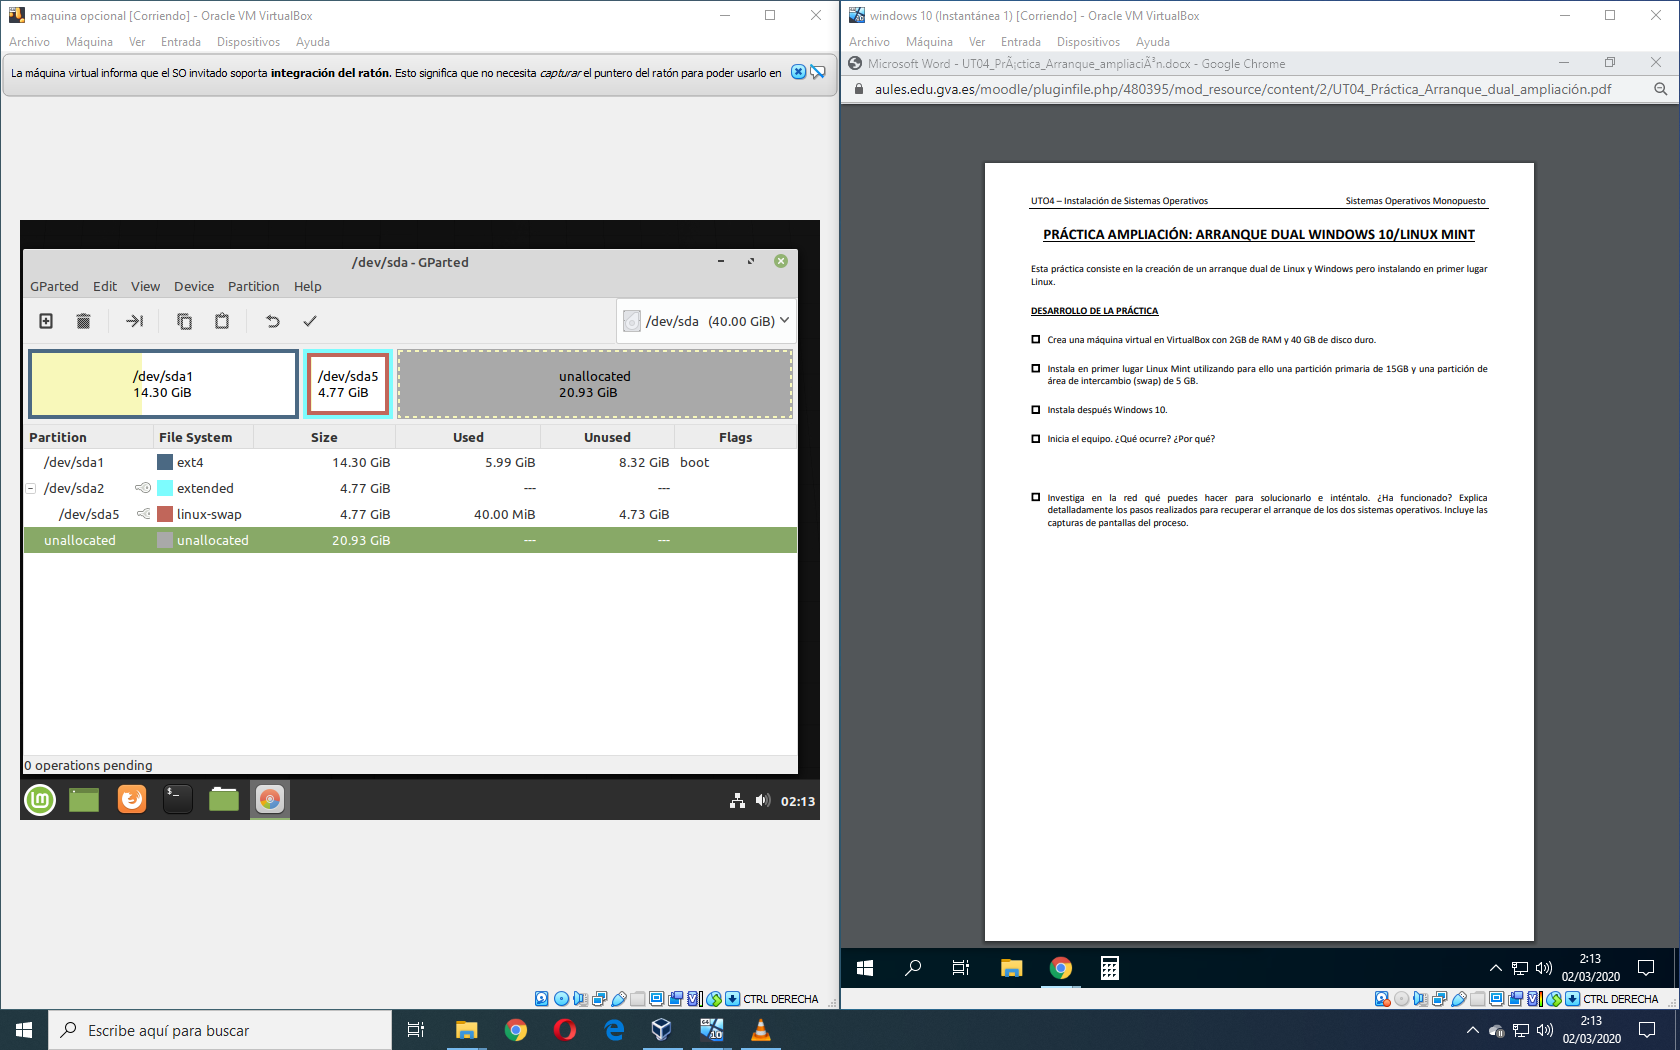 maquina opcional [Corriendo] - Oracle VM VirtualBox
Archivo Máquina Ver Entrada Dispositivos Ayuda
La máquina virtual informa que el SO invitado soporta integración del ratón. Esto significa que no necesita capturar el puntero del ratón para poder usarlo en
/dev/sda - GParted
GParted Edit View Device Partition Help
/dev/sda (40.00 GiB)
/dev/sda1
14.30 GiB
/dev/sda5
4.77 GiB
unallocated
20.93 GiB
Partition File System Size Used Unused Flags
/dev/sda1 ext4 14.30 GiB 5.99 GiB 8.32 GiB boot
/dev/sda2 extended 4.77 GiB --- ---
/dev/sda5 linux-swap 4.77 GiB 40.00 MiB 4.73 GiB
unallocated unallocated 20.93 GiB --- ---
0 operations pending
02:13
CTRL DERECHA
windows 10 (Instantánea 1) [Corriendo] - Oracle VM VirtualBox
Archivo Máquina Ver Entrada Dispositivos Ayuda
Microsoft Word - UT04_PrÃ¡ctica_Arranque_ampliaciÃ³n.docx - Google Chrome
aules.edu.gva.es/moodle/pluginfile.php/480395/mod_resource/content/2/UT04_Práctica_Arranque_dual_ampliación.pdf
UTO4 – Instalación de Sistemas Operativos Sistemas Operativos Monopuesto
PRÁCTICA AMPLIACIÓN: ARRANQUE DUAL WINDOWS 10/LINUX MINT
Esta práctica consiste en la creación de un arranque dual de Linux y Windows pero instalando en primer lugar
Linux.
DESARROLLO DE LA PRÁCTICA
Crea una máquina virtual en VirtualBox con 2GB de RAM y 40 GB de disco duro.
Instala en primer lugar Linux Mint utilizando para ello una partición primaria de 15GB y una partición de
área de intercambio (swap) de 5 GB.
Instala después Windows 10.
Inicia el equipo. ¿Qué ocurre? ¿Por qué?
Investiga en la red qué puedes hacer para solucionarlo e inténtalo. ¿Ha funcionado? Explica
detalladamente los pasos realizados para recuperar el arranque de los dos sistemas operativos. Incluye las
capturas de pantallas del proceso.
2:13
02/03/2020
CTRL DERECHA
Escribe aquí para buscar
2:13
02/03/2020